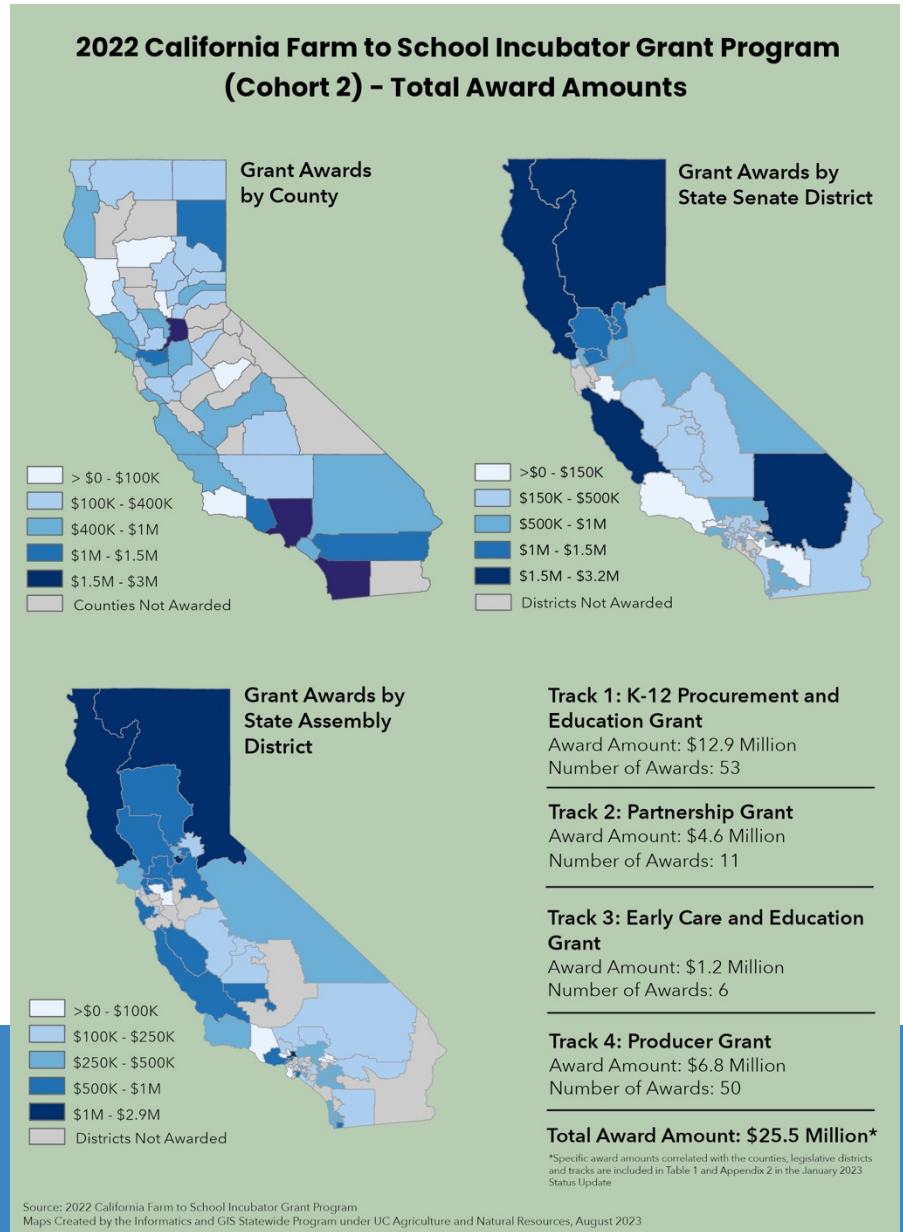 2022 California Farm to School Incubator Grant Program
(Cohort 2) – Total Award Amounts
Grant Awards
by County
> $0 - $100K
$100K - $400K
$400K - $1M
$1M - $1.5M
$1.5M - $3M
Counties Not Awarded
Grant Awards by
State Senate District
>$0 - $150K
$150K - $500K
$500K - $1M
$1M - $1.5M
$1.5M - $3.2M
Districts Not Awarded
Grant Awards by
State Assembly
District
>$0 - $100K
$100K - $250K
$250K - $500K
$500K - $1M
$1M - $2.9M
Districts Not Awarded
Track 1: K-12 Procurement and
Education Grant
Award Amount: $12.9 Million
Number of Awards: 53
Track 2: Partnership Grant
Award Amount: $4.6 Million
Number of Awards: 11
Track 3: Early Care and Education
Grant
Award Amount: $1.2 Million
Number of Awards: 6
Track 4: Producer Grant
Award Amount: $6.8 Million
Number of Awards: 50
Total Award Amount: $25.5 Million*
*Specific award amounts correlated with the counties, legislative districts
and tracks are included in Table 1 and Appendix 2 in the January 2023
Status Update
Source: 2022 California Farm to School Incubator Grant Program
Maps Created by the Informatics and GIS Statewide Program under UC Agriculture and Natural Resources, August 2023